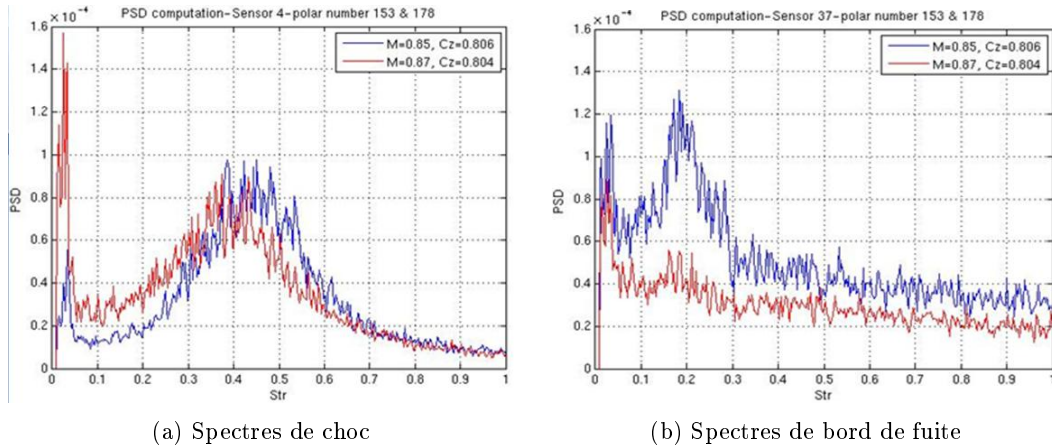 PSD computation-Sensor 4-polar number 153 & 178
×10⁻⁴
1.6
1.4
1.2
1
0.8
0.6
0.4
0.2
0
PSD
M=0.85, Cz=0.806
M=0.87, Cz=0.804
0 0.1 0.2 0.3 0.4 0.5 0.6 0.7 0.8 0.9 1
Str
(a) Spectres de choc
PSD computation-Sensor 37-polar number 153 & 178
×10⁻⁴
1.6
1.4
1.2
1
0.8
0.6
0.4
0.2
0
PSD
M=0.85, Cz=0.806
M=0.87, Cz=0.804
0 0.1 0.2 0.3 0.4 0.5 0.6 0.7 0.8 0.9 1
Str
(b) Spectres de bord de fuite